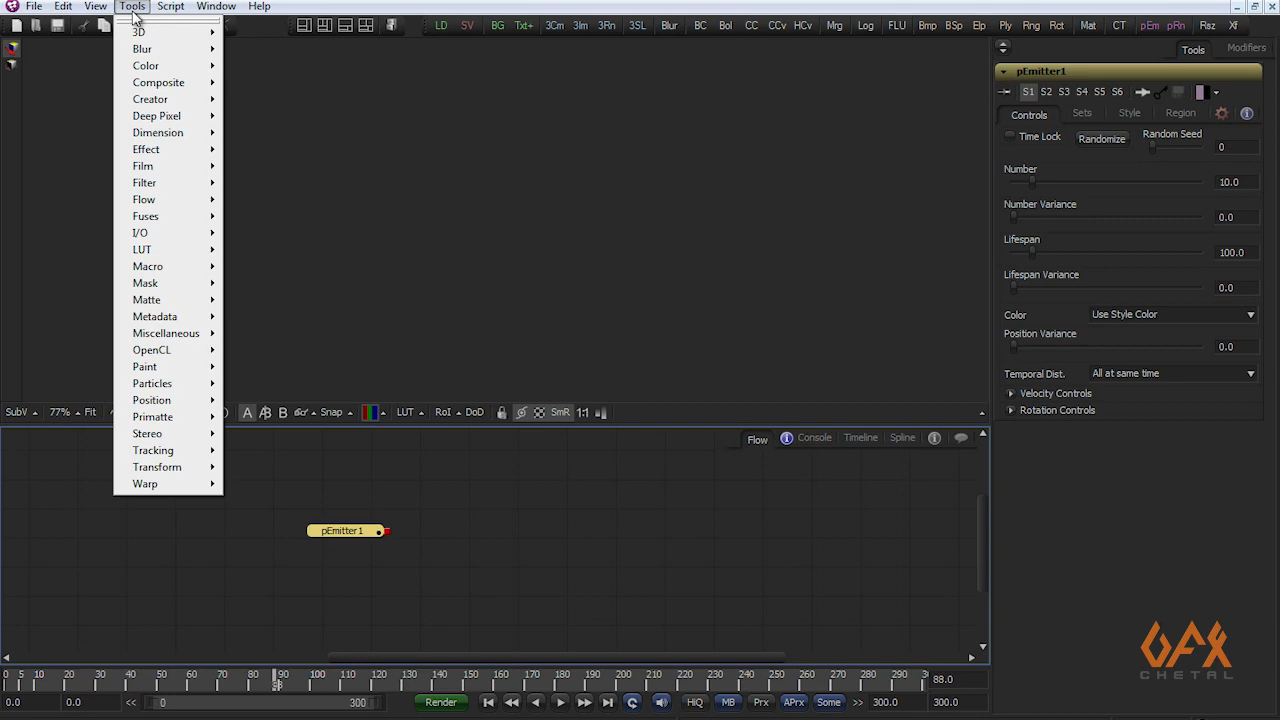 File Edit View Tools Script Window Help
LD SV BG Txt+ 3Cm 3Im 3Rn 3SL Blur BC Bol CC CCv HCv Mrg Log FLU Bmp BSp Elp Ply Rng Rct Mat CT pEm pRn Rsz Xf
3D
Blur
Color
Composite
Creator
Deep Pixel
Dimension
Effect
Film
Filter
Flow
Fuses
I/O
LUT
Macro
Mask
Matte
Metadata
Miscellaneous
OpenCL
Paint
Particles
Position
Primatte
Stereo
Tracking
Transform
Warp
Tools Modifiers
pEmitter1
S1 S2 S3 S4 S5 S6
Controls Sets Style Region
Time Lock Randomize Random Seed 0
Number 10.0
Number Variance 0.0
Lifespan 100.0
Lifespan Variance 0.0
Color Use Style Color
Position Variance 0.0
Temporal Dist. All at same time
Velocity Controls
Rotation Controls
SubV 77% Fit A B Snap LUT RoI DoD SmR 1:1
Flow Console Timeline Spline
pEmitter1
GFX
CHETAL
0 5 10 20 30 40 50 60 70 80 90 100 110 120 130 140 150 160 170 180 190 200 210 220 230 240 250 260 270 280 290 88.0
0.0 0.0 << 0 300 Render HiQ MB Prx APrx Some >> 300.0 300.0